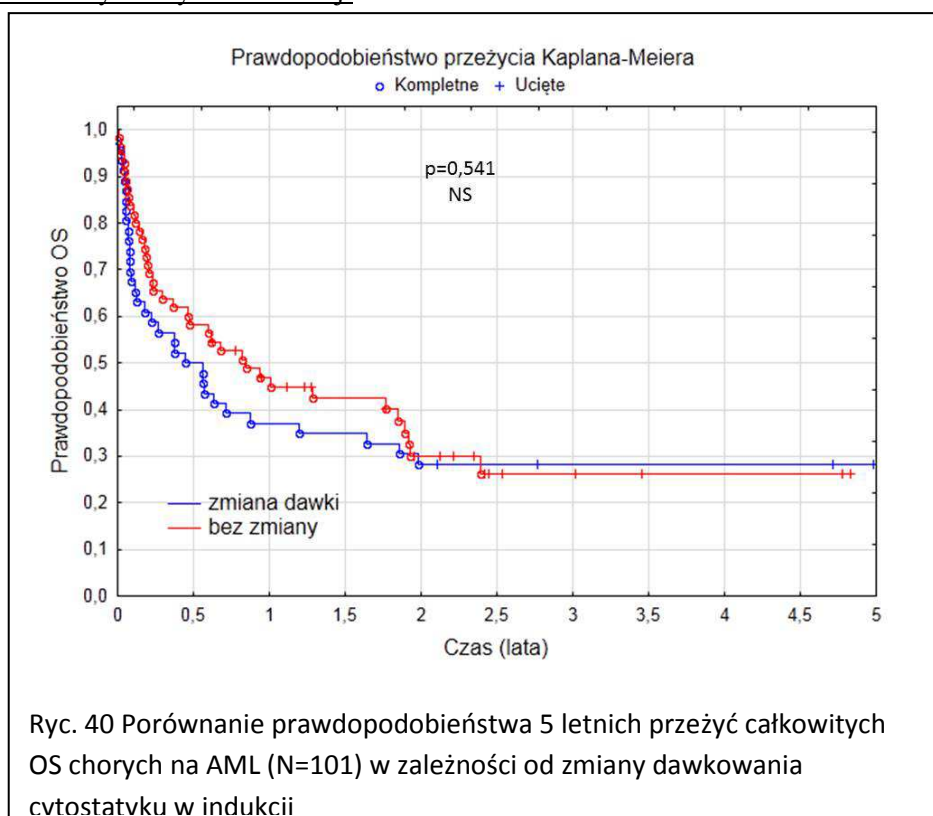 Prawdopodobieństwo przeżycia Kaplana-Meiera
Kompletne + Ucięte
1,0
0,9
0,8
0,7
0,6
0,5
0,4
0,3
0,2
0,1
0,0
Prawdopodobieństwo OS
p=0,541
NS
zmiana dawki
bez zmiany
0 0,5 1 1,5 2 2,5 3 3,5 4 4,5 5
Czas (lata)
Ryc. 40 Porównanie prawdopodobieństwa 5 letnich przeżyć całkowitych
OS chorych na AML (N=101) w zależności od zmiany dawkowania
cytostatyku w indukcji